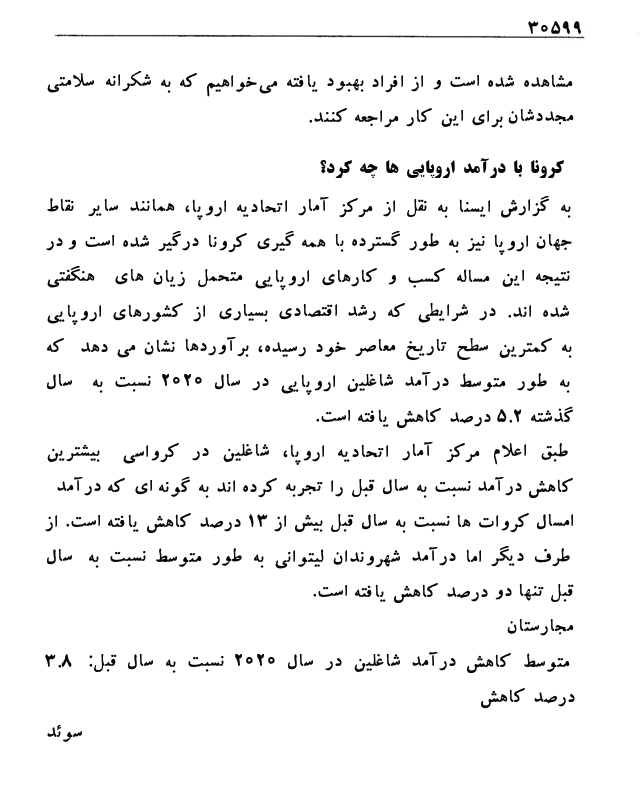 ۳۰۵۹۹
مشاهده شده است و از افراد بهبود یافته می‌خواهیم که به شکرانه سلامتی
مجددشان برای این کار مراجعه کنند.
کرونا با درآمد اروپایی ها چه کرد؟
به گزارش ایسنا به نقل از مرکز آمار اتحادیه اروپا، همانند سایر نقاط
جهان اروپا نیز به طور گسترده با همه گیری کرونا درگیر شده است و در
نتیجه این مساله کسب و کارهای اروپایی متحمل زیان های هنگفتی
شده اند. در شرایطی که رشد اقتصادی بسیاری از کشورهای اروپایی
به کمترین سطح تاریخ معاصر خود رسیده، برآوردها نشان می دهد که
به طور متوسط درآمد شاغلین اروپایی در سال ۲۰۲۰ نسبت به سال
گذشته ۵.۲ درصد کاهش یافته است.
طبق اعلام مرکز آمار اتحادیه اروپا، شاغلین در کرواسی بیشترین
کاهش درآمد نسبت به سال قبل را تجربه کرده اند به گونه ای که درآمد
امسال کروات ها نسبت به سال قبل بیش از ۱۳ درصد کاهش یافته است. از
طرف دیگر اما درآمد شهروندان لیتوانی به طور متوسط نسبت به سال
قبل تنها دو درصد کاهش یافته است.
مجارستان
متوسط کاهش درآمد شاغلین در سال ۲۰۲۰ نسبت به سال قبل: ۳.۸
درصد کاهش
سوئد